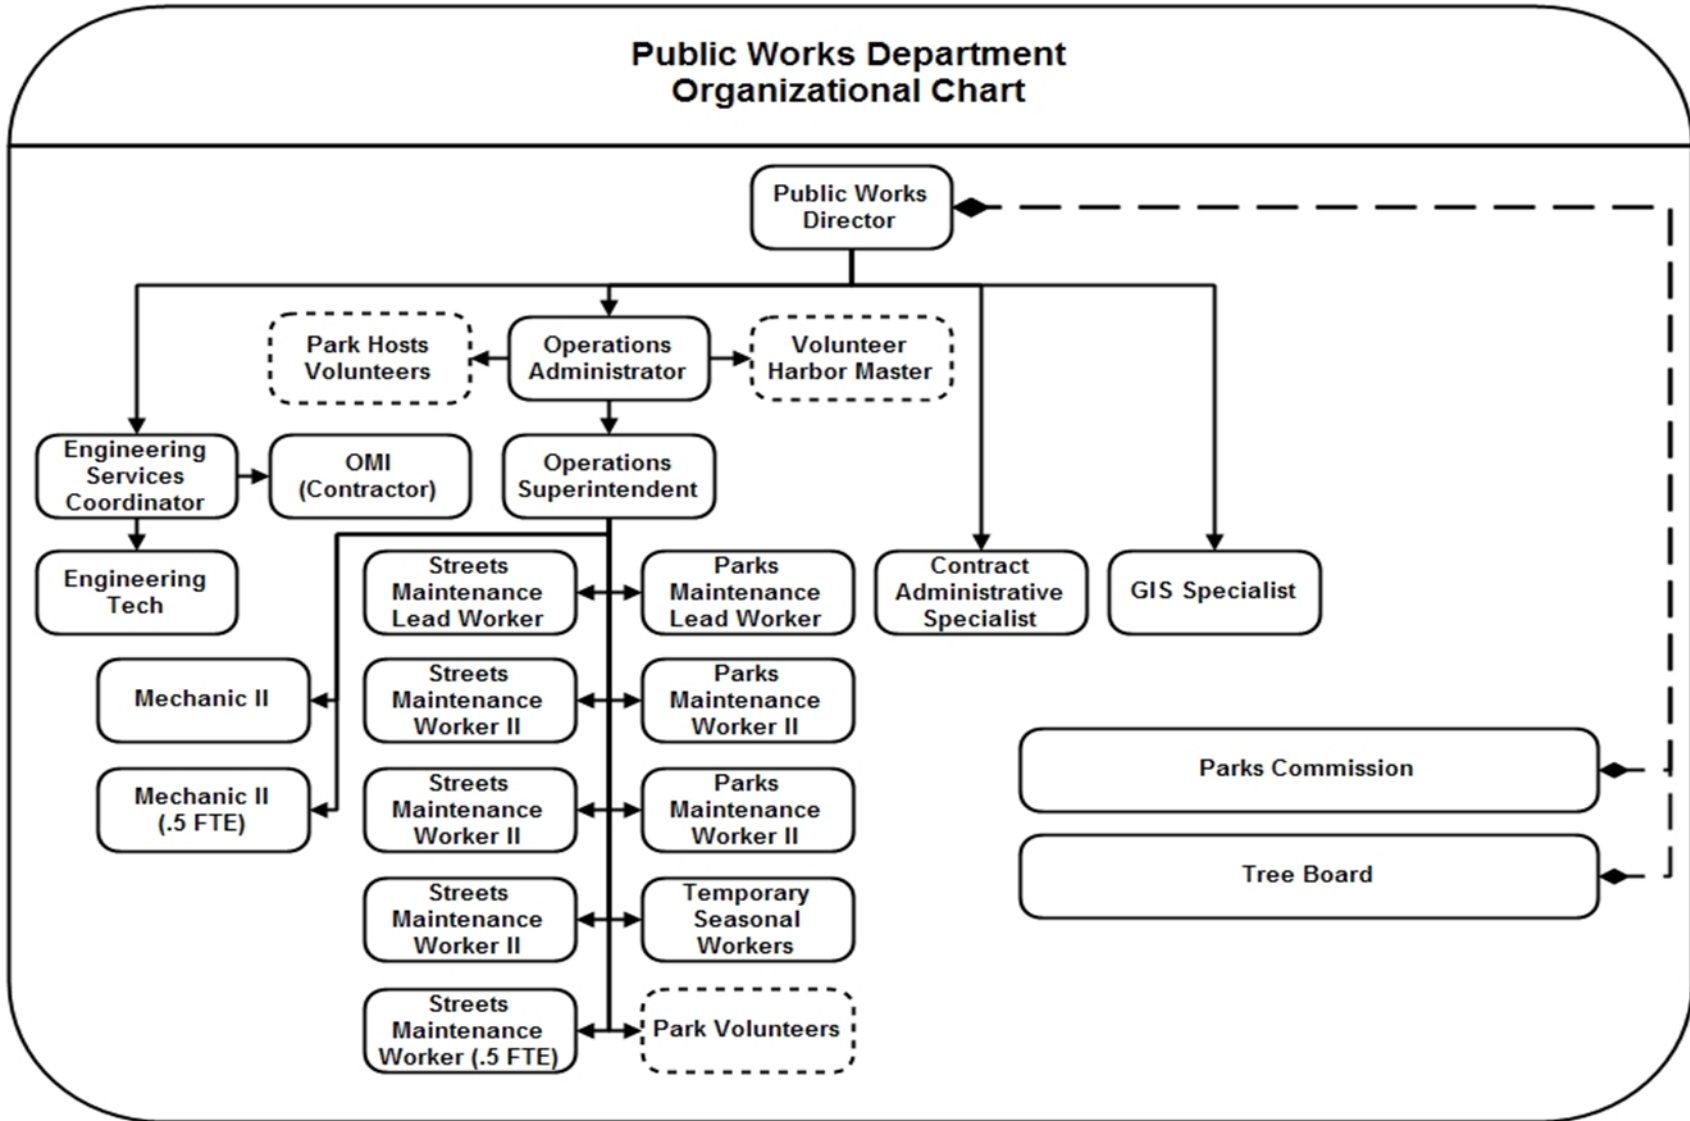 Public Works Department
Organizational Chart
Public Works
Director
Park Hosts
Volunteers
Operations
Administrator
Volunteer
Harbor Master
Engineering
Services
Coordinator
OMI
(Contractor)
Operations
Superintendent
Engineering
Tech
Streets
Maintenance
Lead Worker
Parks
Maintenance
Lead Worker
Contract
Administrative
Specialist
GIS Specialist
Mechanic II
Streets
Maintenance
Worker II
Parks
Maintenance
Worker II
Parks Commission
Mechanic II
(.5 FTE)
Streets
Maintenance
Worker II
Parks
Maintenance
Worker II
Tree Board
Streets
Maintenance
Worker II
Temporary
Seasonal
Workers
Streets
Maintenance
Worker (.5 FTE)
Park Volunteers